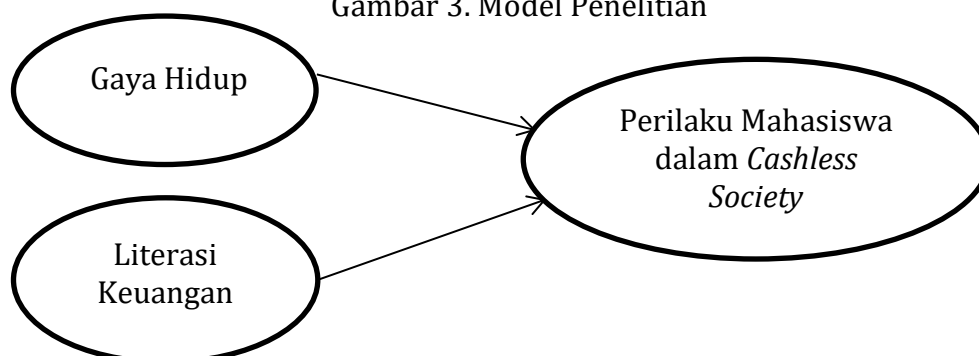 Gambar 3. Model Penelitian
Gaya Hidup
Perilaku Mahasiswa
dalam Cashless
Society
Literasi
Keuangan